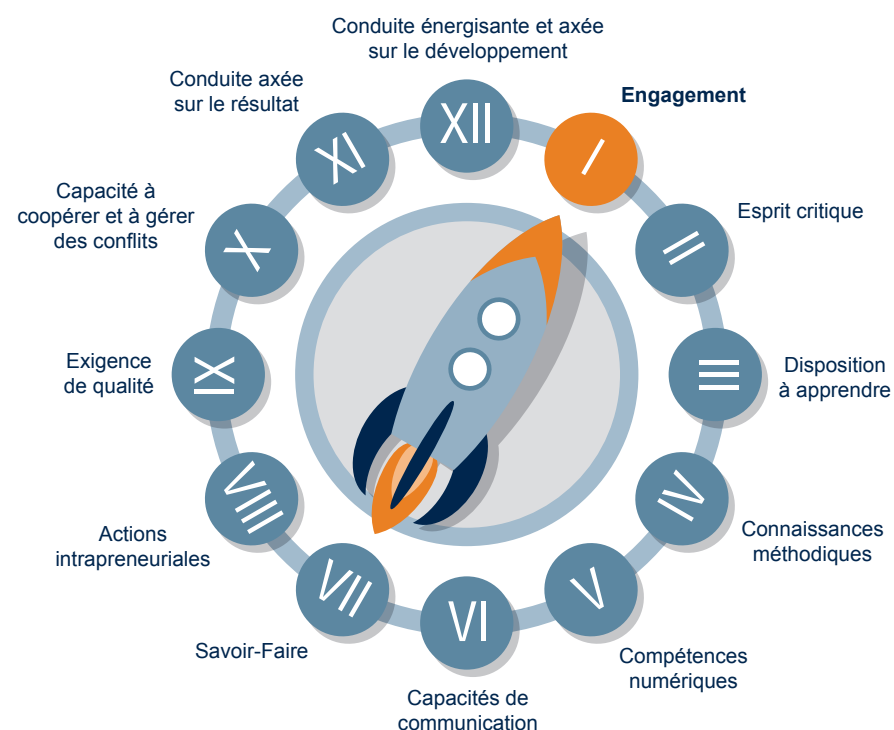 Conduite énergisante et axée
sur le développement
XII
Engagement
I
Esprit critique
II
Disposition
à apprendre
III
Connaissances
méthodiques
IV
Compétences
numériques
V
Capacités de
communication
VI
Savoir-Faire
VII
Actions
intrapreneuriales
VIII
Exigence
de qualité
IX
Capacité à
coopérer et à gérer
des conflits
X
Conduite axée
sur le résultat
XI